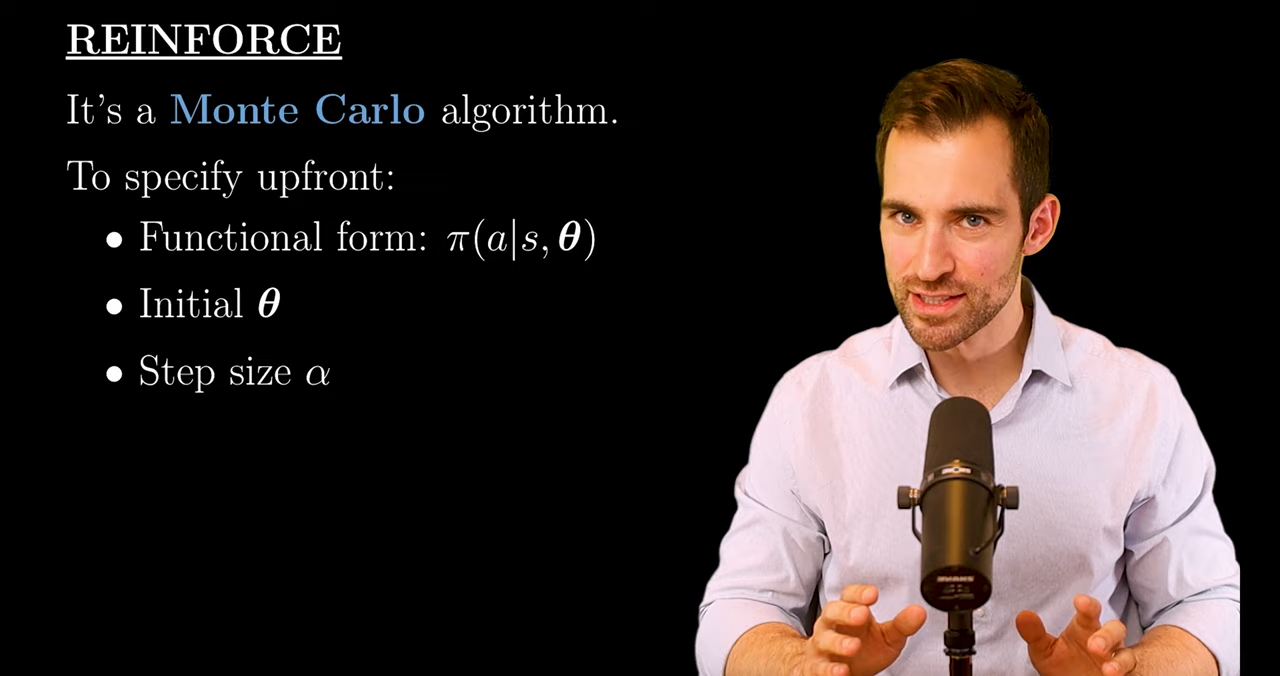 REINFORCE
It's a Monte Carlo algorithm.
To specify upfront:
• Functional form: π(a|s, θ)
• Initial θ
• Step size α